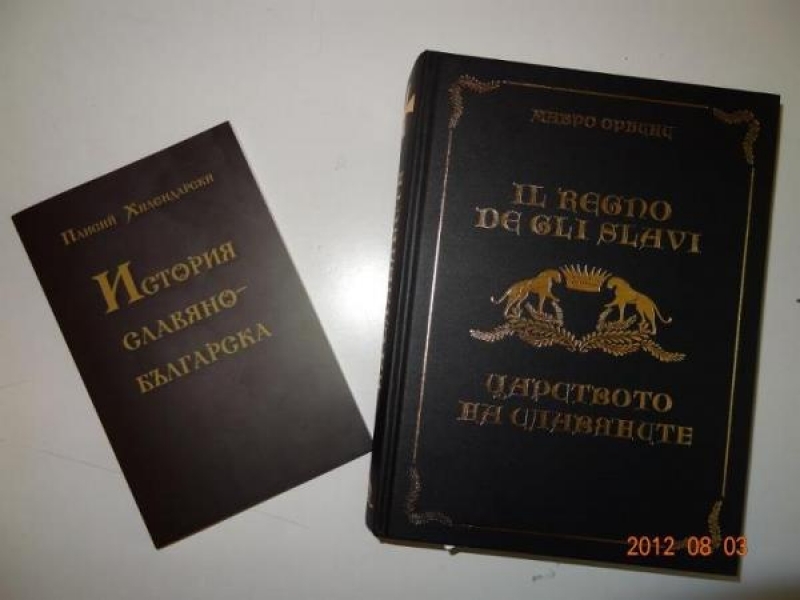 Паисий Хилендарски
История
славяно-
българска
МАВРО ОРБИНИ
IL REGNO
DE GLI SLAVI
ЦАРСТВОТО
НА СЛАВЯНИТЕ
2012 08 03